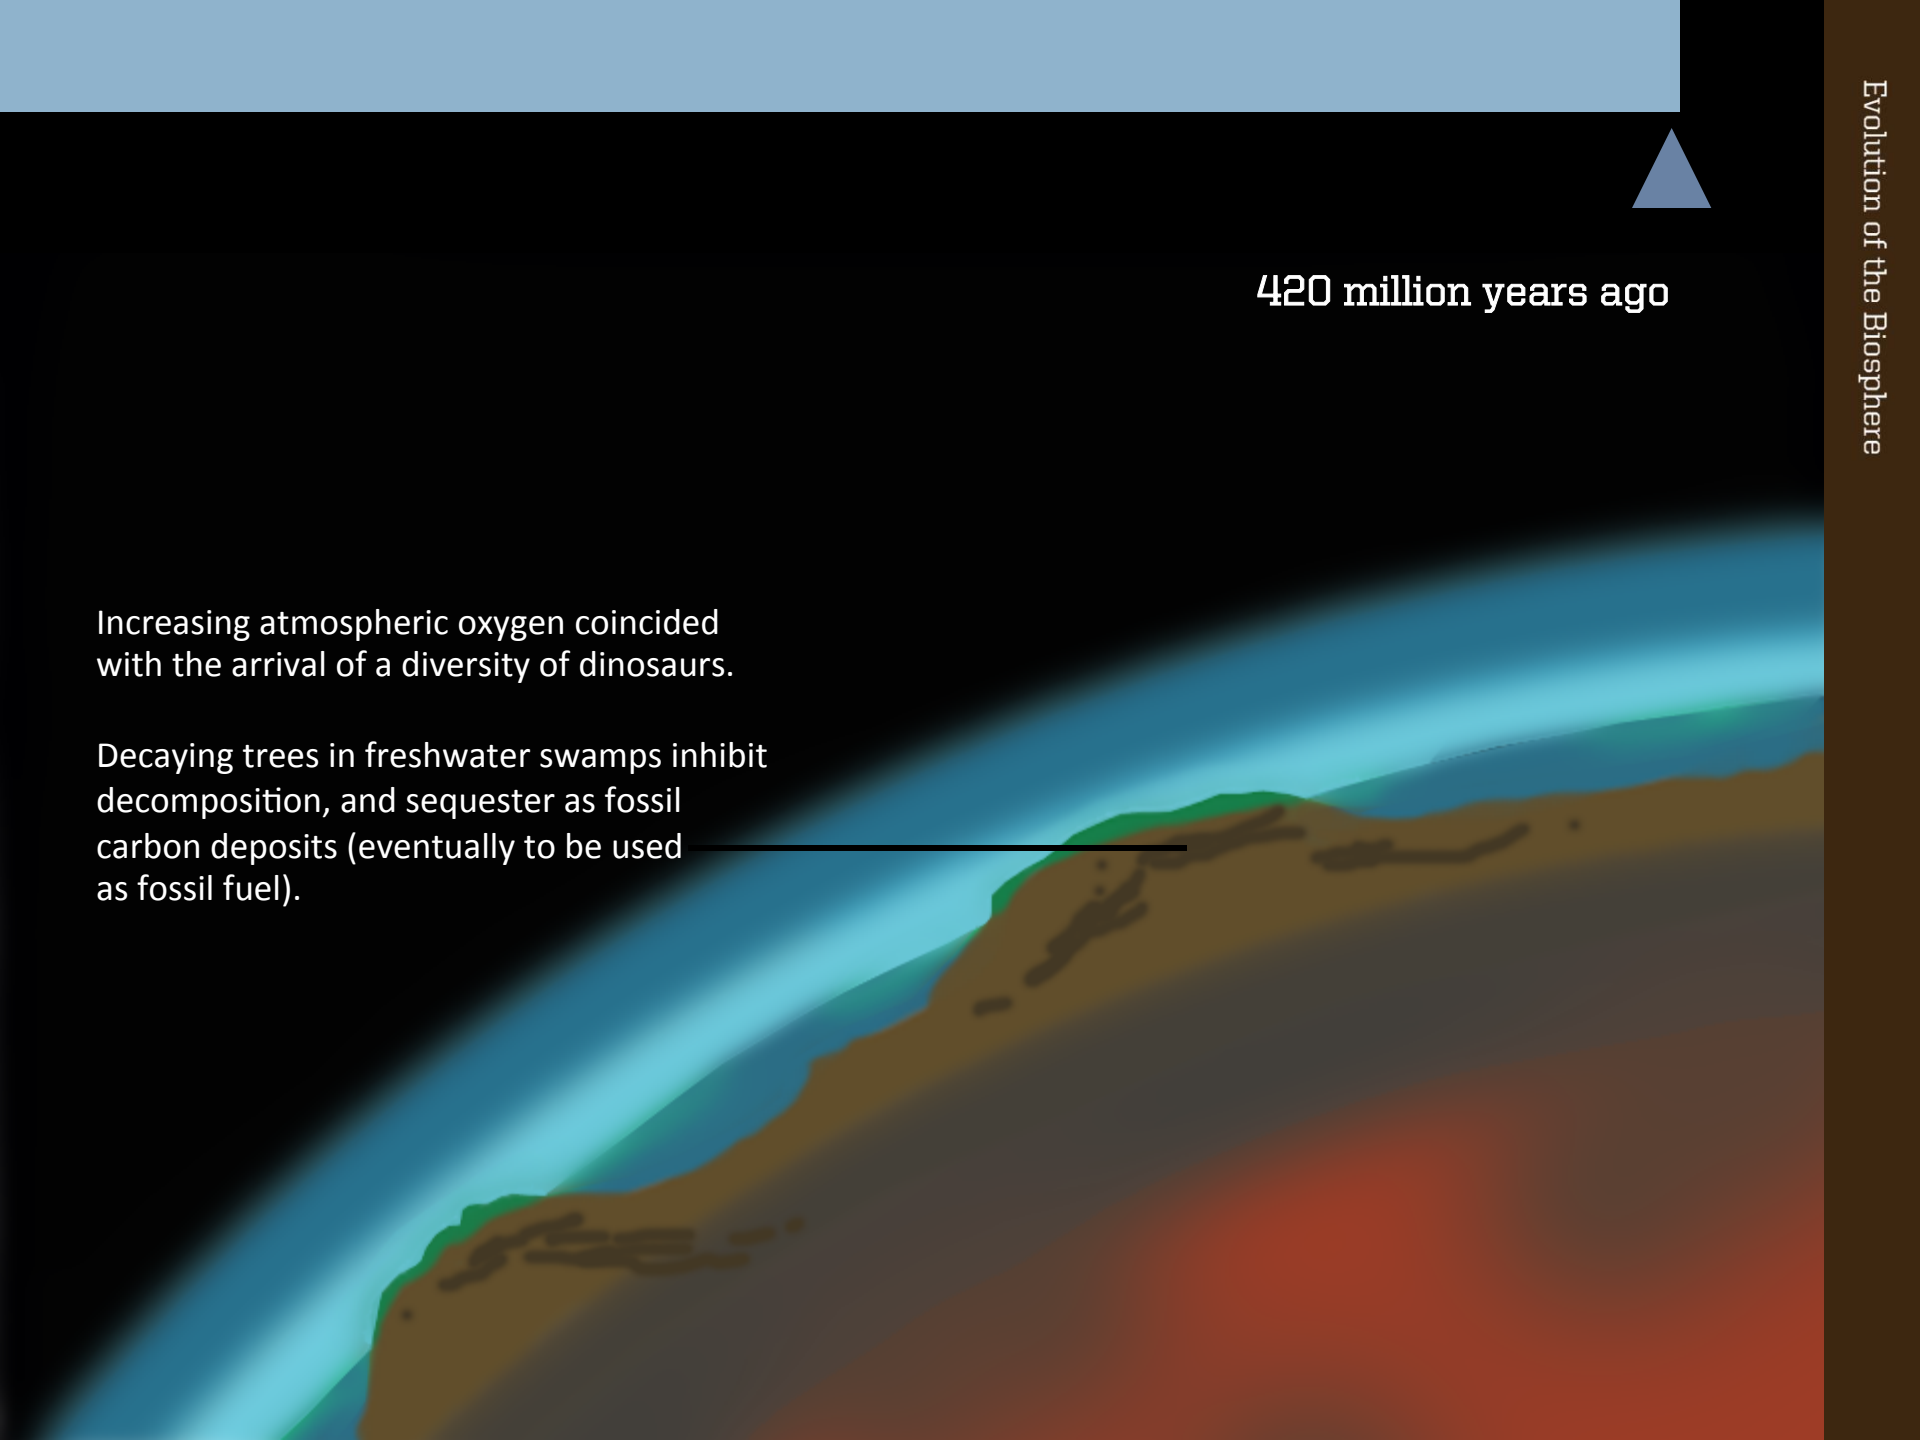 Evolution of the Biosphere
420 million years ago
Increasing atmospheric oxygen coincided
with the arrival of a diversity of dinosaurs.
Decaying trees in freshwater swamps inhibit
decomposition, and sequester as fossil
carbon deposits (eventually to be used
as fossil fuel).